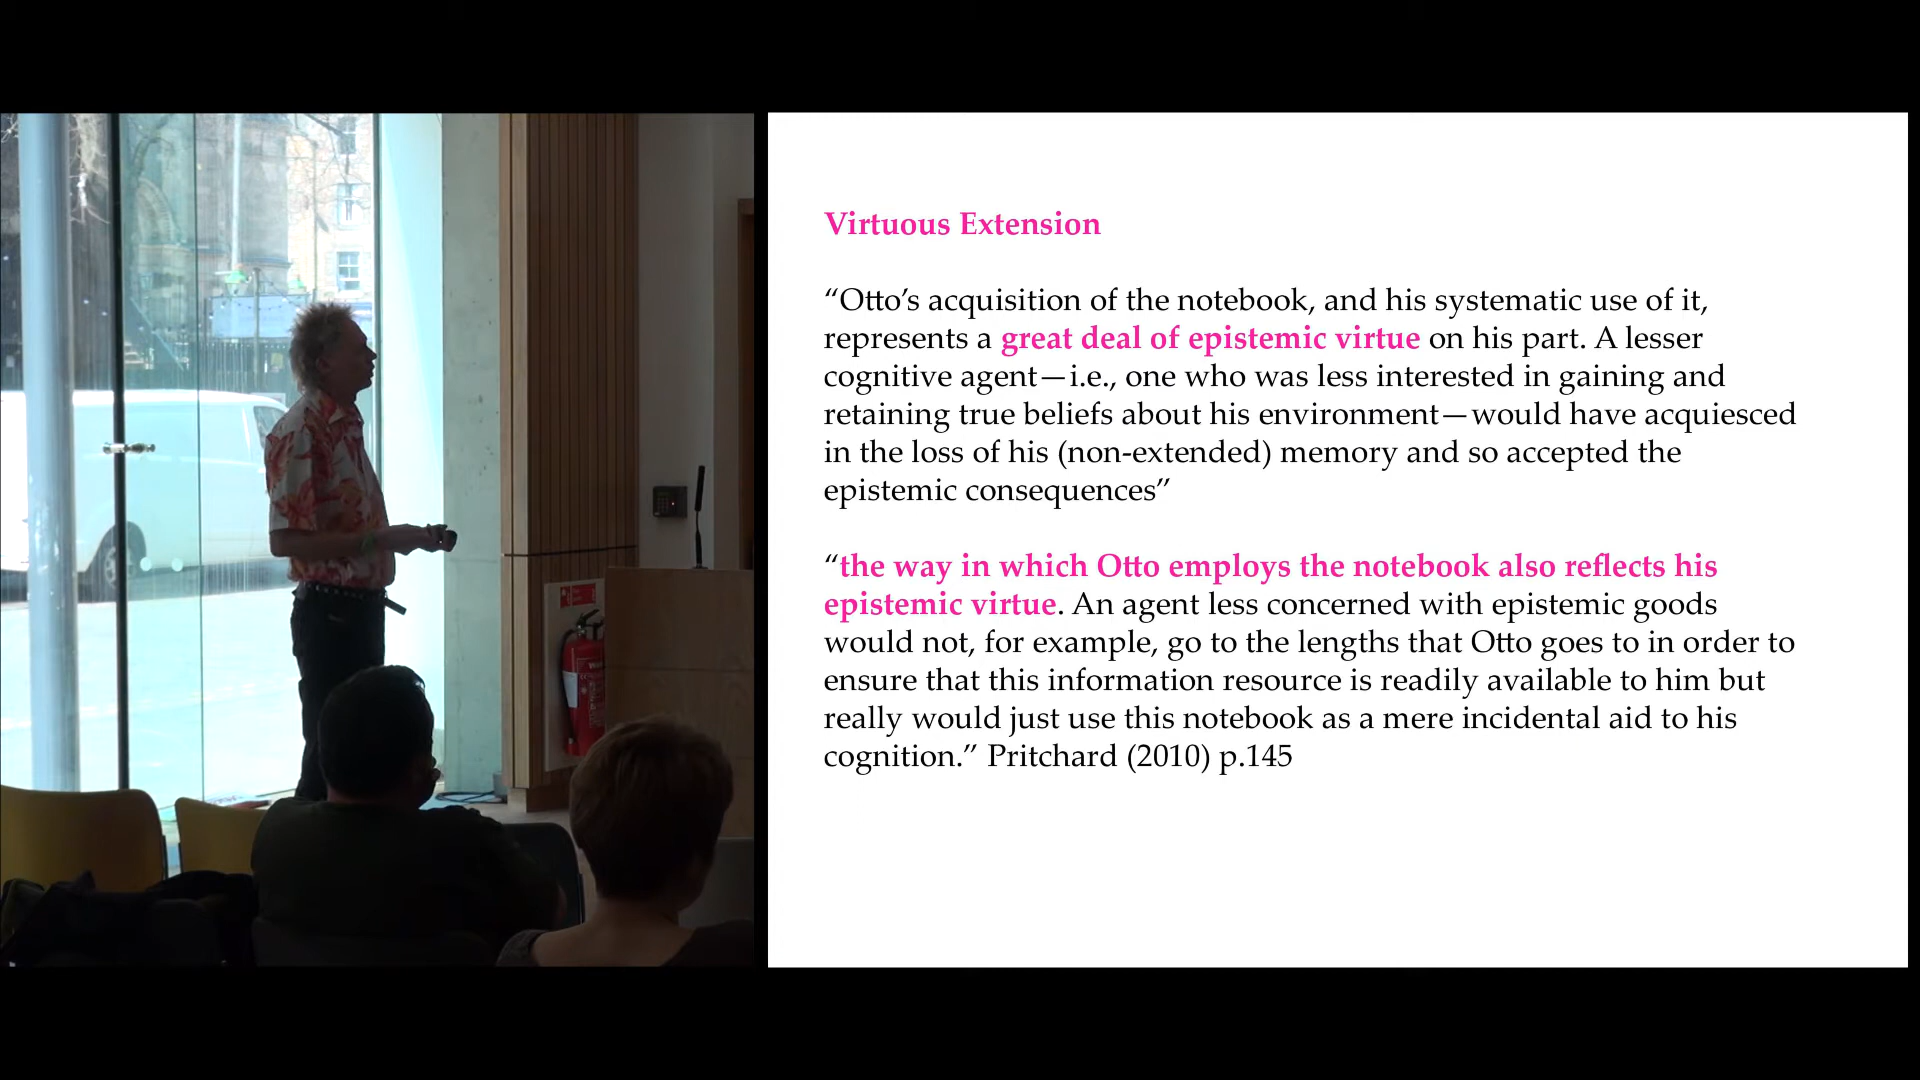 Virtuous Extension
“Otto’s acquisition of the notebook, and his systematic use of it,
represents a great deal of epistemic virtue on his part. A lesser
cognitive agent—i.e., one who was less interested in gaining and
retaining true beliefs about his environment—would have acquiesced
in the loss of his (non-extended) memory and so accepted the
epistemic consequences”
“the way in which Otto employs the notebook also reflects his
epistemic virtue. An agent less concerned with epistemic goods
would not, for example, go to the lengths that Otto goes to in order to
ensure that this information resource is readily available to him but
really would just use this notebook as a mere incidental aid to his
cognition.” Pritchard (2010) p.145